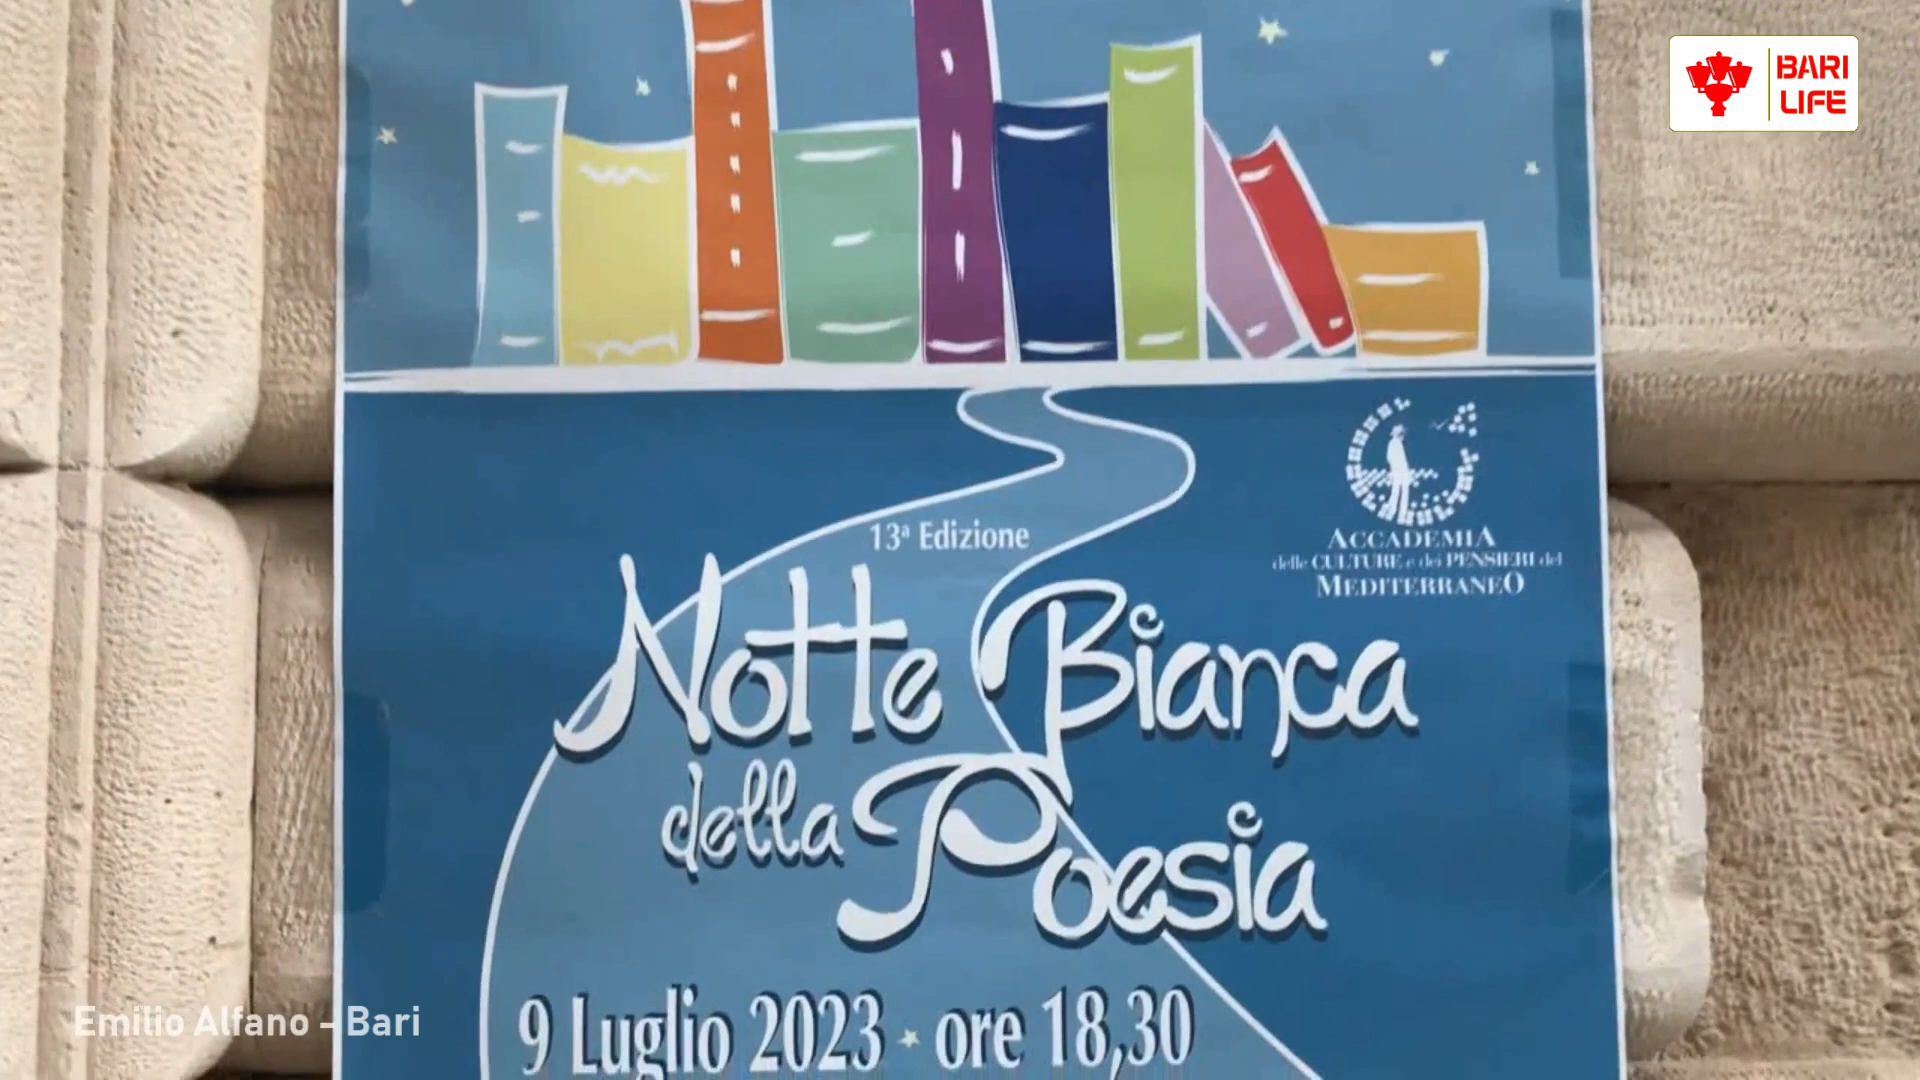 BARI
LIFE
13ª Edizione
ACCADEMIA
delle CULTURE e dei PENSIERI del
MEDITERRANEO
Notte Bianca
della Poesia
9 Luglio 2023 · ore 18,30
Emilio Alfano - Bari